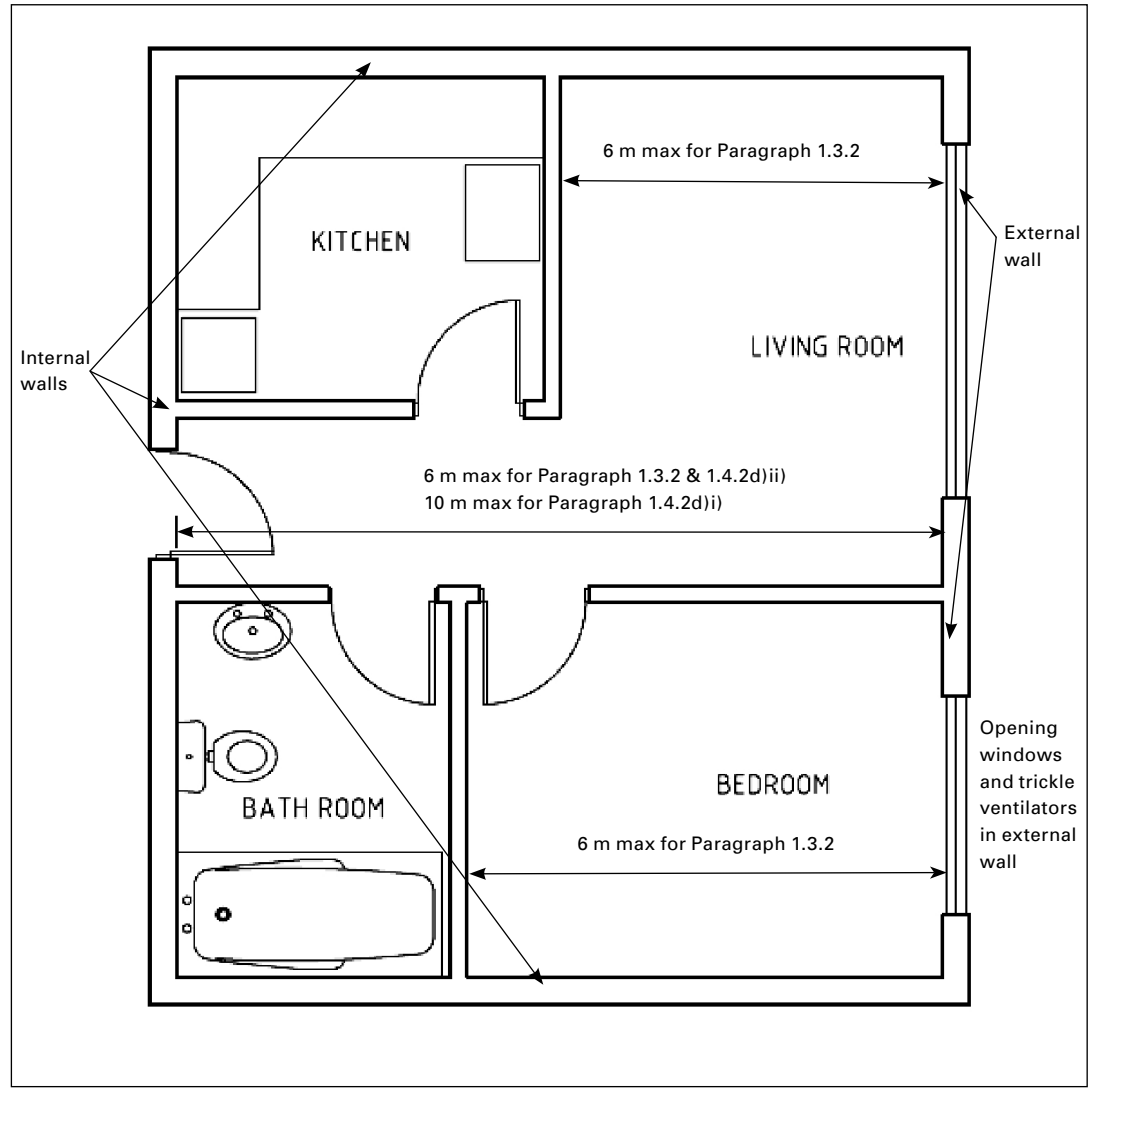 6 m max for Paragraph 1.3.2
KITCHEN
External
wall
LIVING ROOM
Internal
walls
6 m max for Paragraph 1.3.2 & 1.4.2d)ii)
10 m max for Paragraph 1.4.2d)i)
Opening
windows
and trickle
ventilators
in external
wall
BEDROOM
BATH ROOM
6 m max for Paragraph 1.3.2